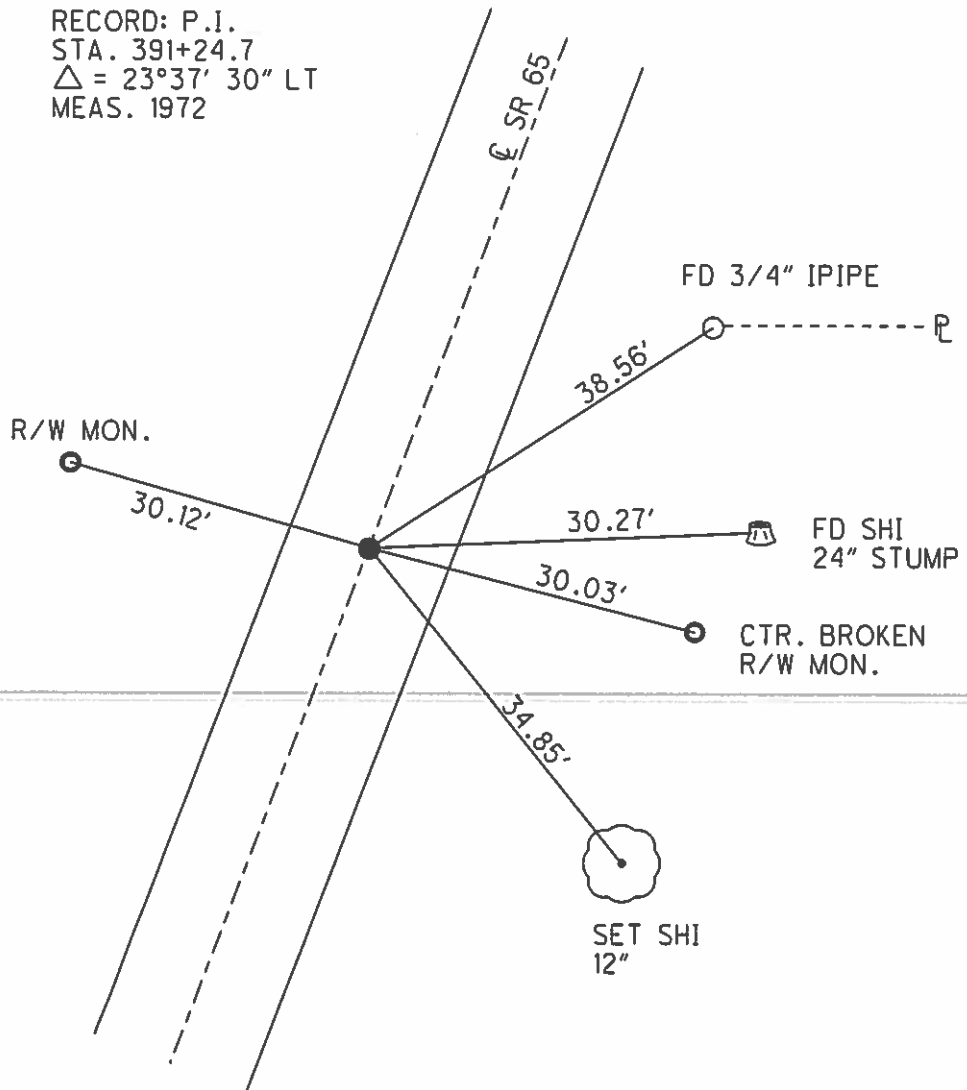 RECORD: P.I.
STA. 391+24.7
△ = 23°37' 30" LT
MEAS. 1972
℄ SR 65
FD 3/4" IPIPE
⅊
38.56'
R/W MON.
30.12'
30.27'
FD SHI
24" STUMP
30.03'
CTR. BROKEN
R/W MON.
34.85'
SET SHI
12"